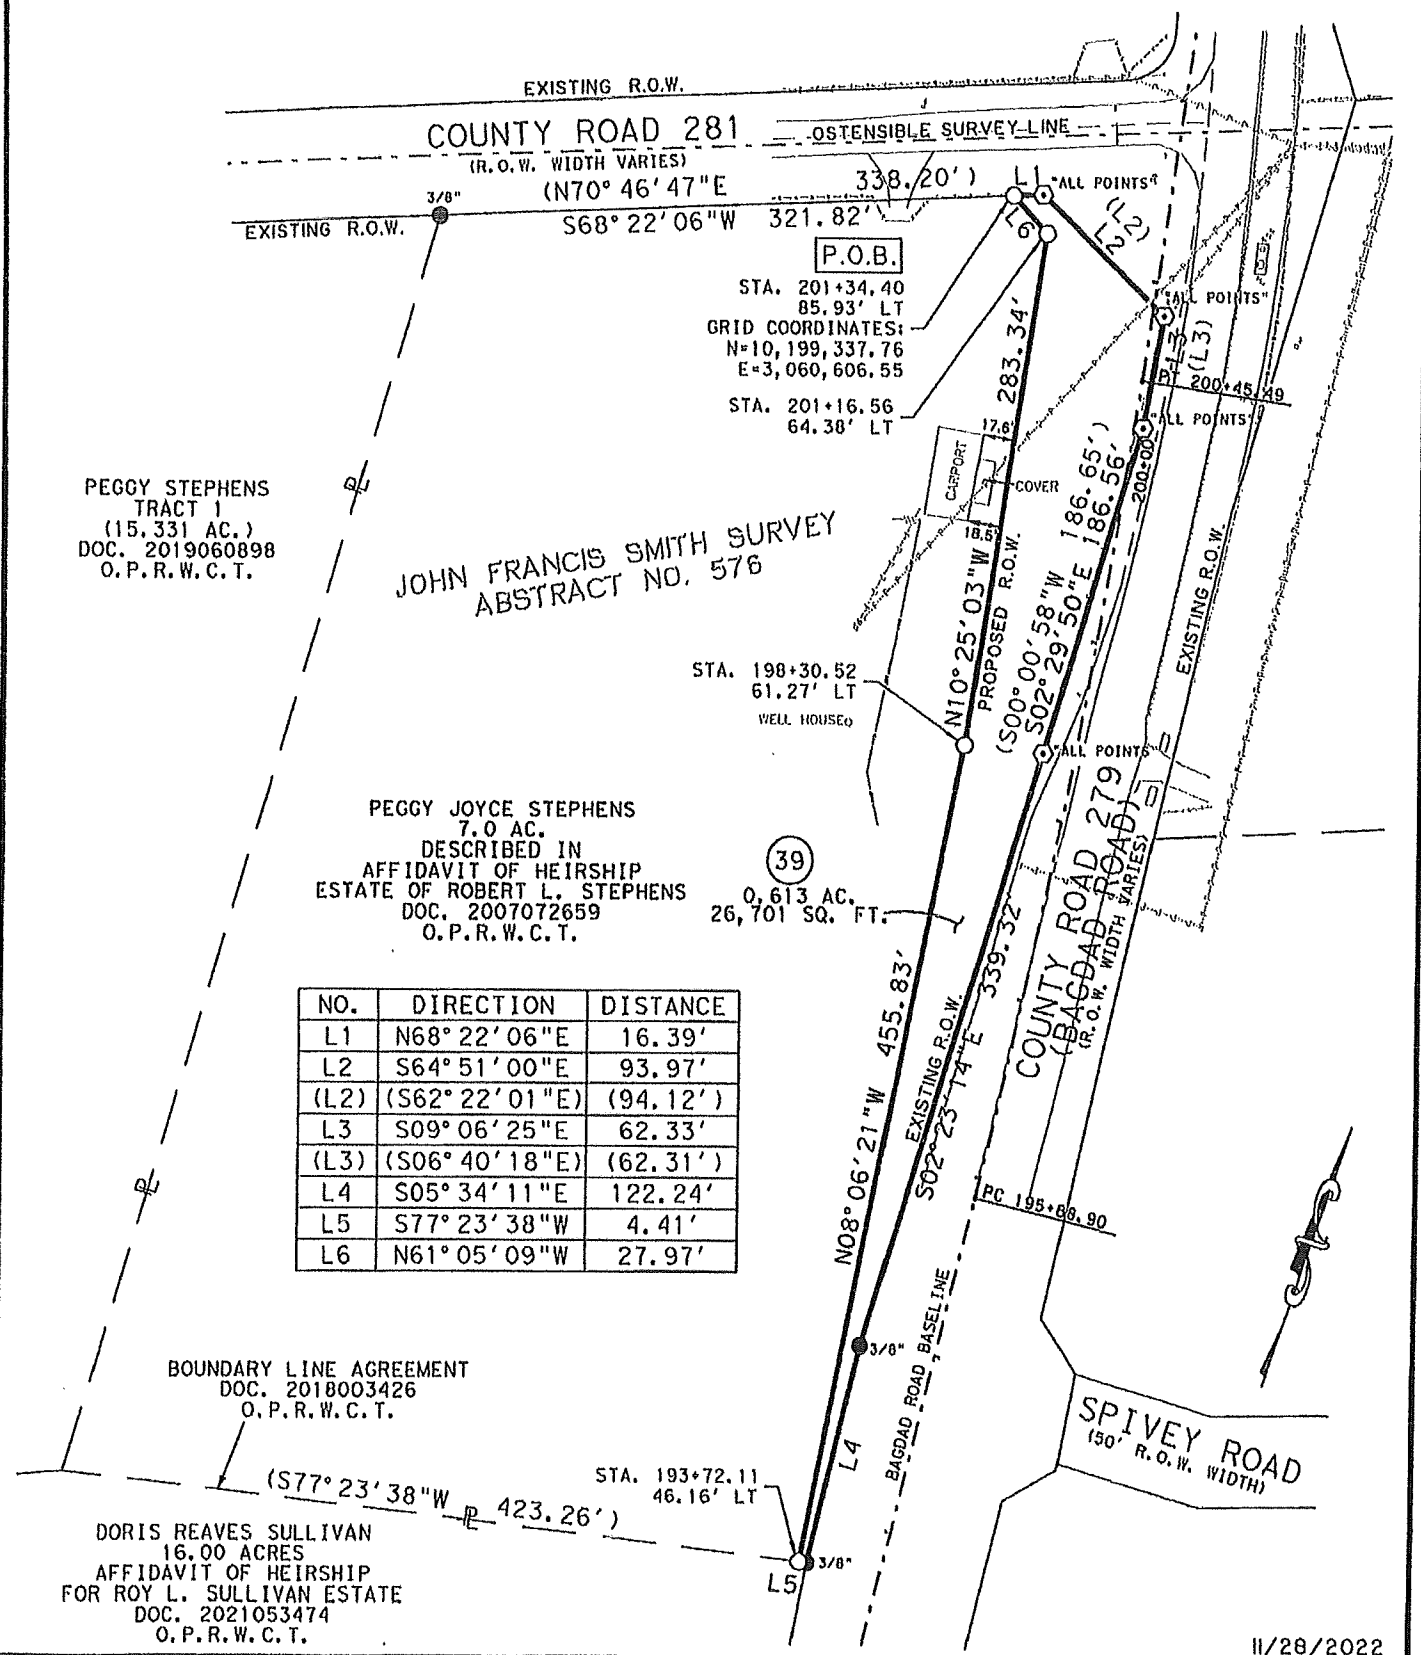 EXISTING R.O.W.
COUNTY ROAD 281
(R.O.W. WIDTH VARIES)
OSTENSIBLE SURVEY LINE
3/8"
(N70°46'47"E 338.20')
L1
"ALL POINTS"
EXISTING R.O.W.
S68°22'06"W 321.82'
L6
(L2)
L2
P.O.B.
STA. 201+34.40
85.93' LT
GRID COORDINATES:
N=10,199,337.76
E=3,060,606.55
"ALL POINTS"
L3
(L3)
STA. 201+16.56
64.38' LT
283.34'
PT 200+45.49
"ALL POINTS"
200+00
17.6'
CARPORT
COVER
18.5'
PEGGY STEPHENS
TRACT 1
(15.331 AC.)
DOC. 2019060898
O.P.R.W.C.T.
PL
JOHN FRANCIS SMITH SURVEY
ABSTRACT NO. 576
N10°25'03"W
PROPOSED R.O.W.
(S00°00'58"W 186.65')
S02°29'50"E 186.56'
EXISTING R.O.W.
STA. 198+30.52
61.27' LT
WELL HOUSE
"ALL POINTS"
PEGGY JOYCE STEPHENS
7.0 AC.
DESCRIBED IN
AFFIDAVIT OF HEIRSHIP
ESTATE OF ROBERT L. STEPHENS
DOC. 2007072659
O.P.R.W.C.T.
39
0.613 AC.
26,701 SQ. FT.
COUNTY ROAD 279
(BAGDAD ROAD)
(R.O.W. WIDTH VARIES)
NO. DIRECTION DISTANCE
L1 N68°22'06"E 16.39'
L2 S64°51'00"E 93.97'
(L2) (S62°22'01"E) (94.12')
L3 S09°06'25"E 62.33'
(L3) (S06°40'18"E) (62.31')
L4 S05°34'11"E 122.24'
L5 S77°23'38"W 4.41'
L6 N61°05'09"W 27.97'
N08°06'21"W 455.83'
EXISTING R.O.W.
S02°23'14"E 339.32'
PL
PC 195+88.90
3/8"
BAGDAD ROAD BASELINE
L4
BOUNDARY LINE AGREEMENT
DOC. 2018003426
O.P.R.W.C.T.
SPIVEY ROAD
(50' R.O.W. WIDTH)
(S77°23'38"W PL 423.26')
STA. 193+72.11
46.16' LT
3/8"
L5
DORIS REAVES SULLIVAN
16.00 ACRES
AFFIDAVIT OF HEIRSHIP
FOR ROY L. SULLIVAN ESTATE
DOC. 2021053474
O.P.R.W.C.T.
11/28/2022